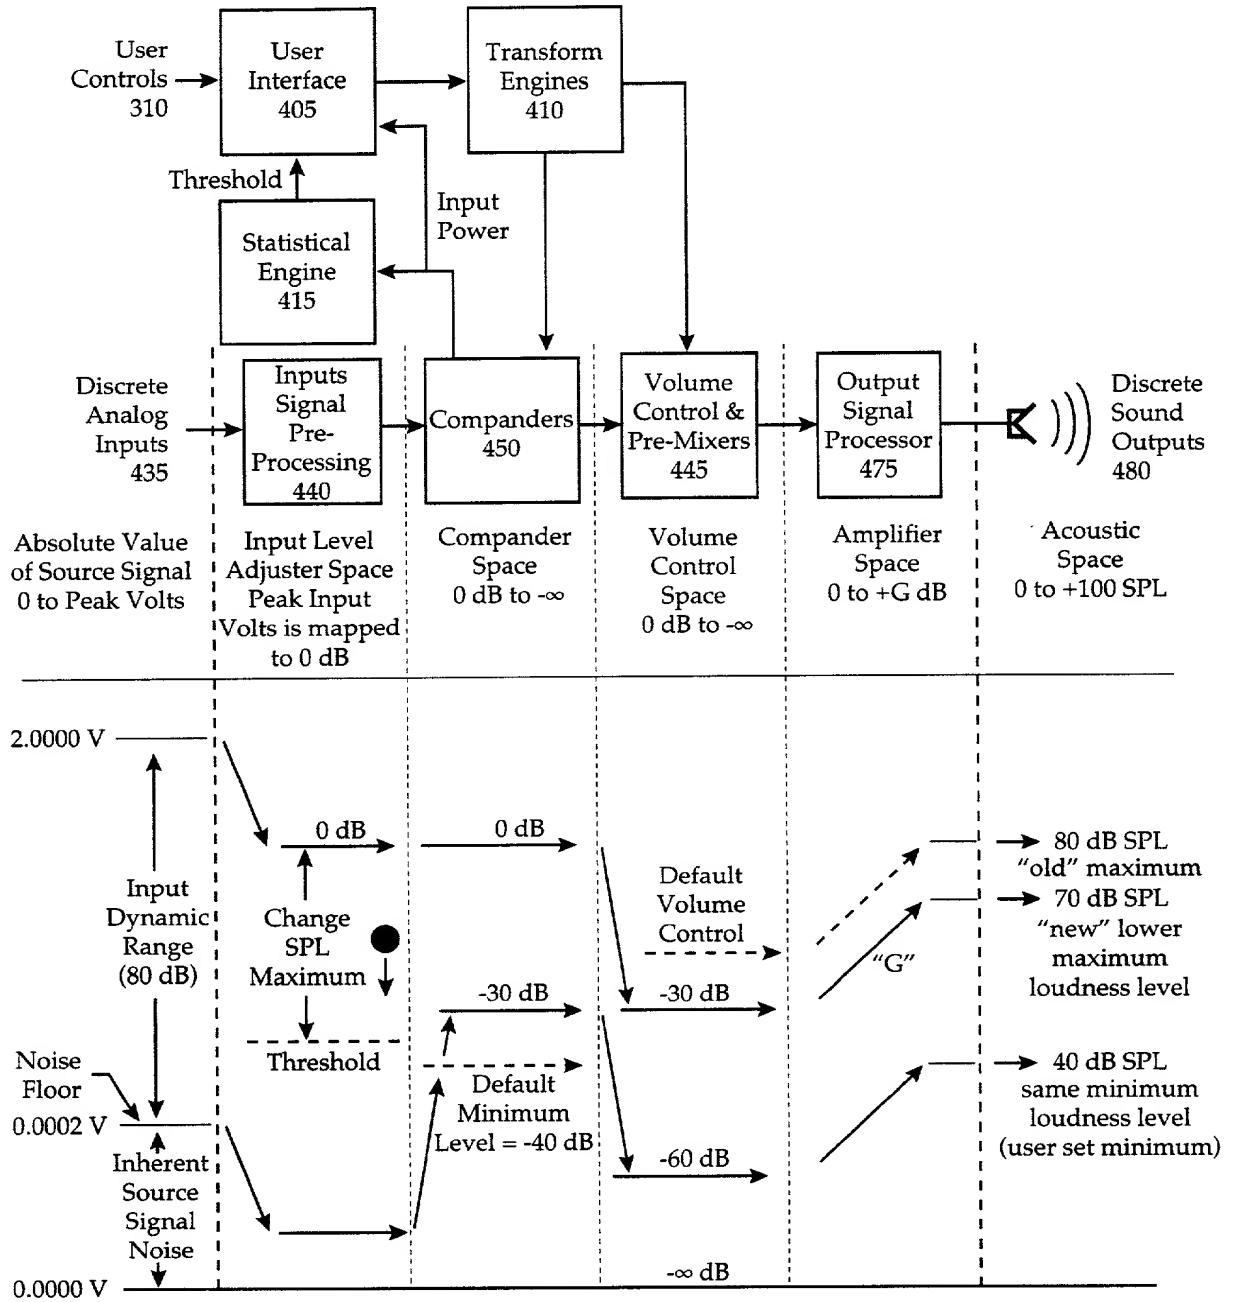 User
Controls
310
User
Interface
405
Transform
Engines
410
Threshold
Input
Power
Statistical
Engine
415
Discrete
Analog
Inputs
435
Inputs
Signal
Pre-
Processing
440
Companders
450
Volume
Control &
Pre-Mixers
445
Output
Signal
Processor
475
Discrete
Sound
Outputs
480
Absolute Value
of Source Signal
0 to Peak Volts
Input Level
Adjuster Space
Peak Input
Volts is mapped
to 0 dB
Compander
Space
0 dB to -∞
Volume
Control
Space
0 dB to -∞
Amplifier
Space
0 to +G dB
Acoustic
Space
0 to +100 SPL
2.0000 V
Input
Dynamic
Range
(80 dB)
Noise
Floor
0.0002 V
Inherent
Source
Signal
Noise
0.0000 V
0 dB
Change
SPL
Maximum
Threshold
0 dB
-30 dB
Default
Minimum
Level = -40 dB
Default
Volume
Control
-30 dB
-60 dB
-∞ dB
"G"
80 dB SPL
"old" maximum
70 dB SPL
"new" lower
maximum
loudness level
40 dB SPL
same minimum
loudness level
(user set minimum)